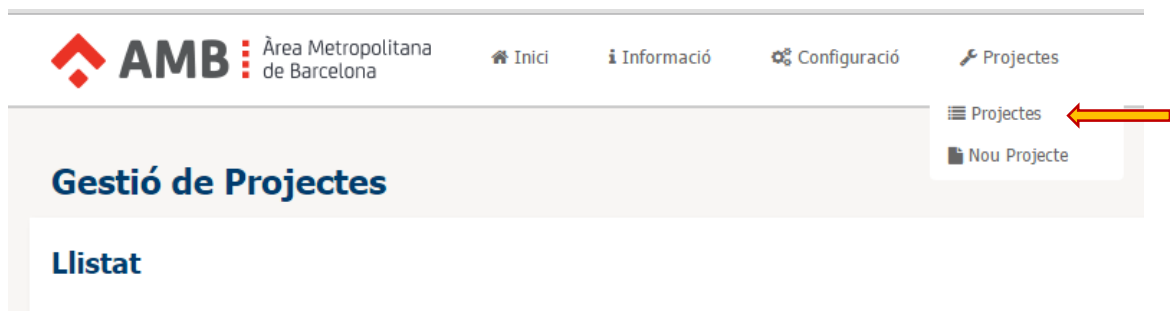 AMB Àrea Metropolitana
de Barcelona
Inici
Informació
Configuració
Projectes
Projectes
Nou Projecte
Gestió de Projectes
Llistat